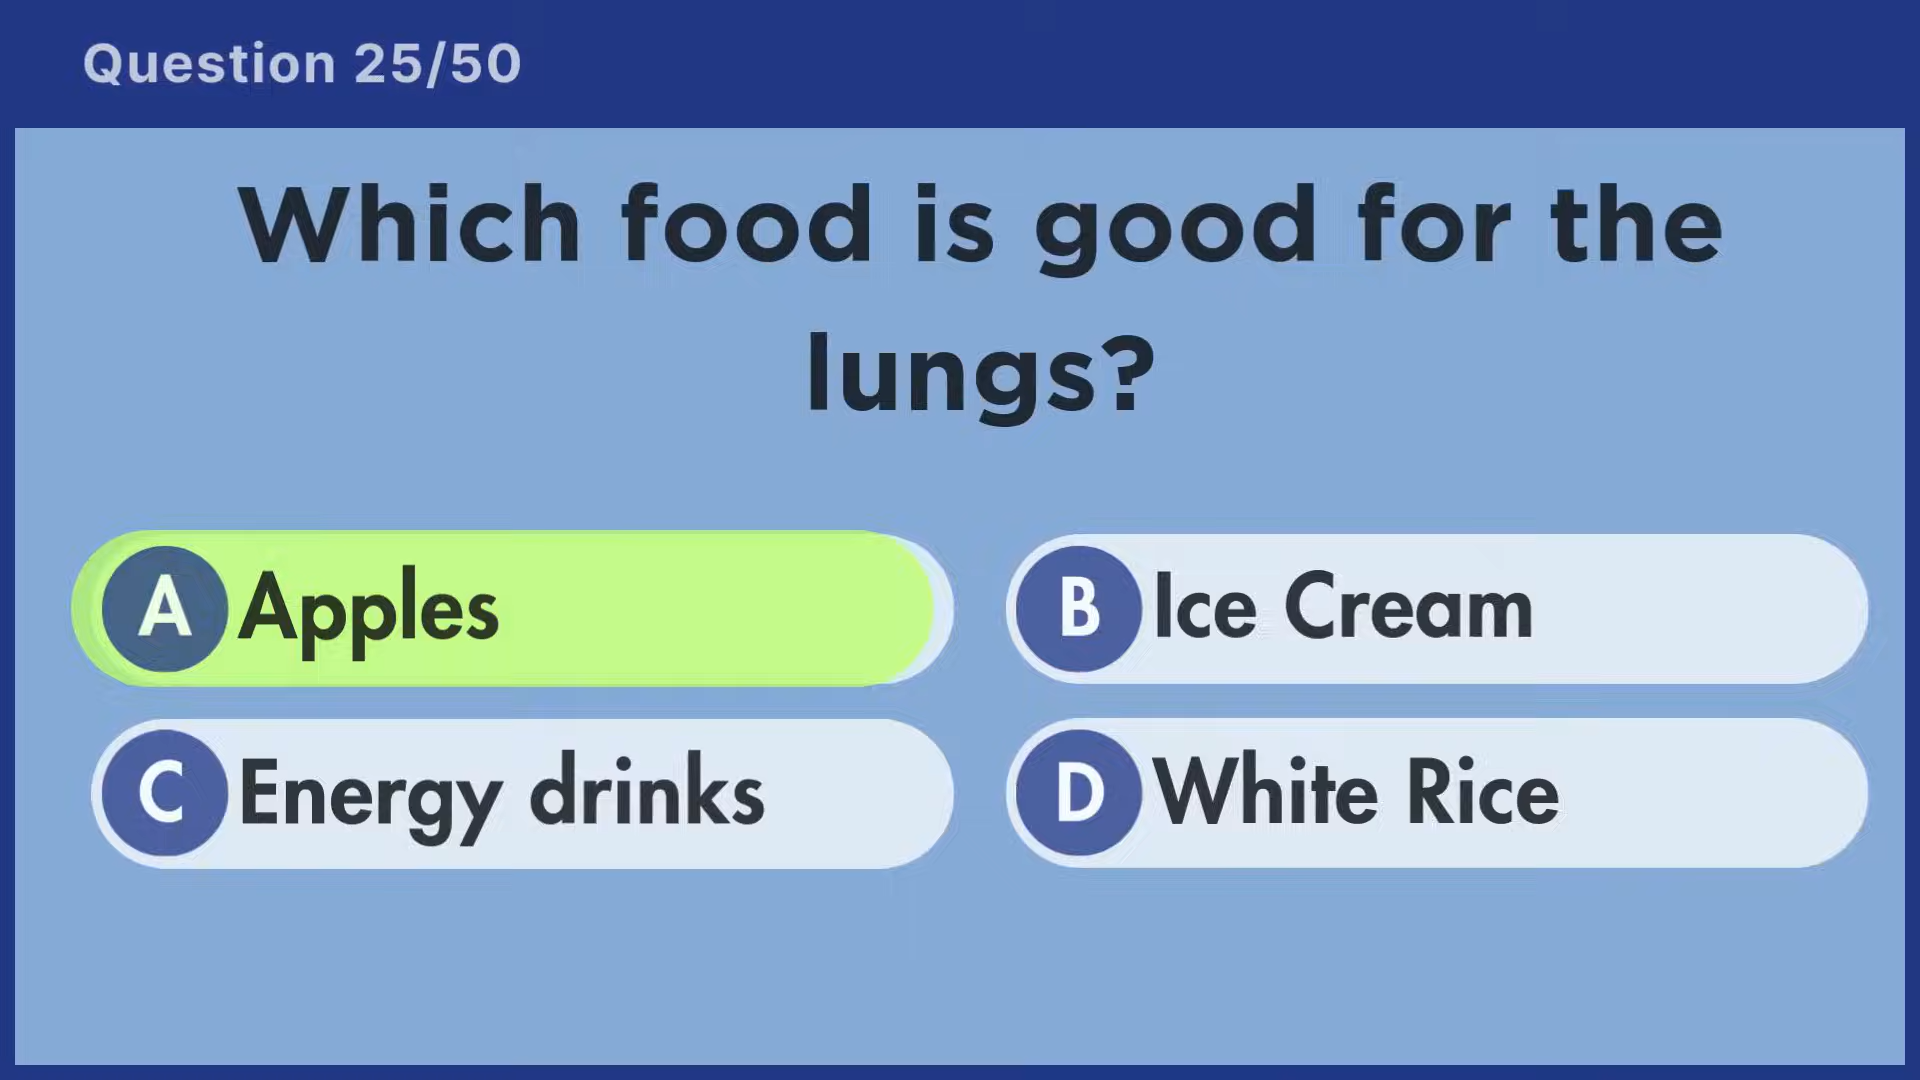 Question 25/50
Which food is good for the
lungs?
A Apples
B Ice Cream
C Energy drinks
D White Rice